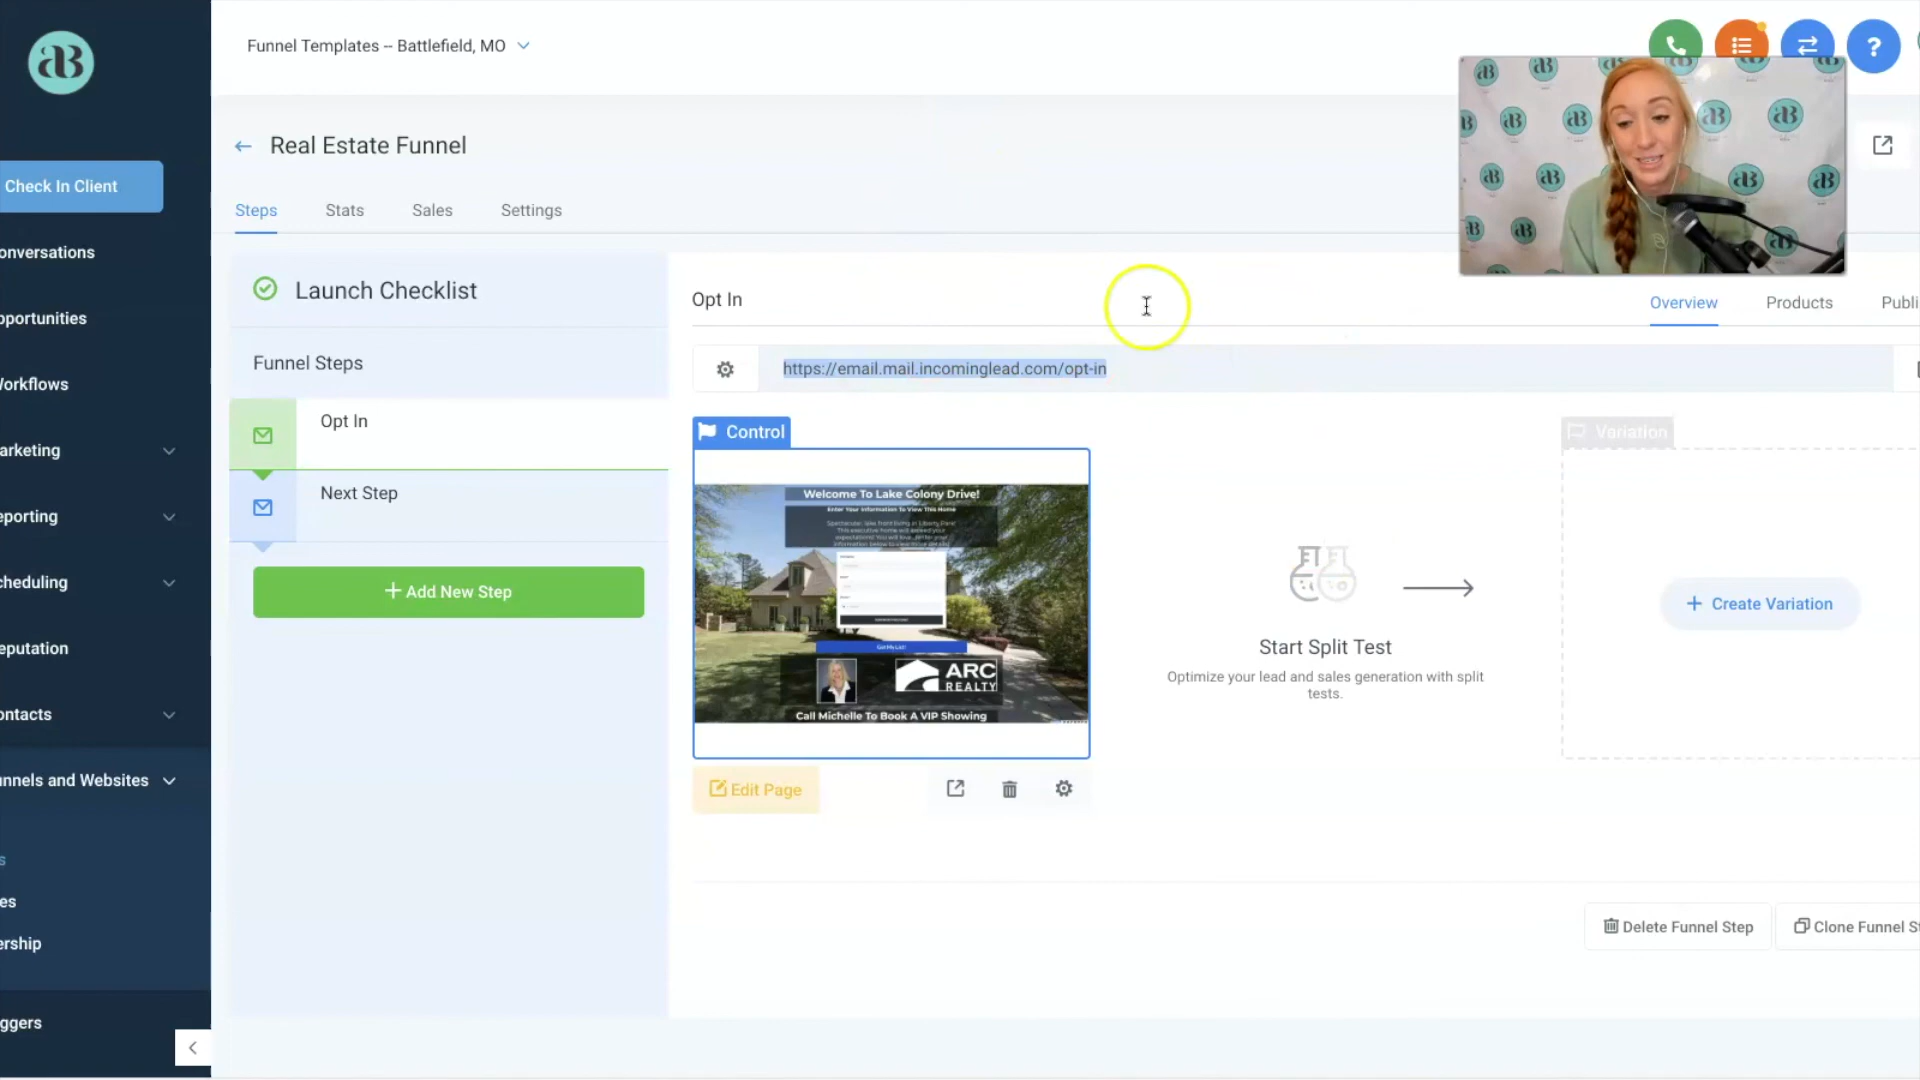 Funnel Templates -- Battlefield, MO
?
Real Estate Funnel
Check In Client
Steps
Stats
Sales
Settings
onversations
Launch Checklist
Opt In
Overview
Products
Publi
pportunities
Funnel Steps
https://email.mail.incominglead.com/opt-in
Workflows
Opt In
Control
Variation
arketing
Next Step
Welcome To Lake Colony Drive!
Enter Your Information To View This Home
eporting
cheduling
Add New Step
Create Variation
eputation
Start Split Test
Get My List!
Optimize your lead and sales generation with split
tests.
ARC
REALTY
ontacts
Call Michelle To Book A VIP Showing
unnels and Websites
Edit Page
s
es
Delete Funnel Step
Clone Funnel St
ership
ggers